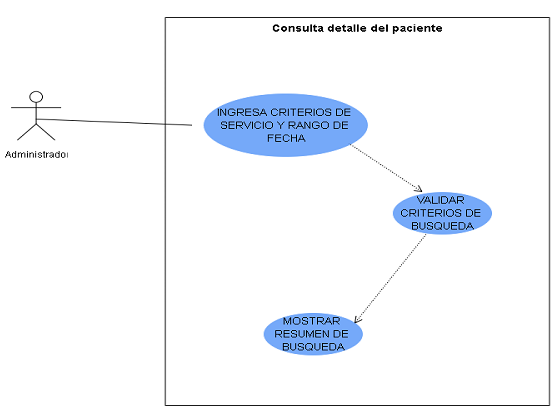 Consulta detalle del paciente
INGRESA CRITERIOS DE
SERVICIO Y RANGO DE
FECHA
Administrador
VALIDAR
CRITERIOS DE
BUSQUEDA
MOSTRAR
RESUMEN DE
BUSQUEDA